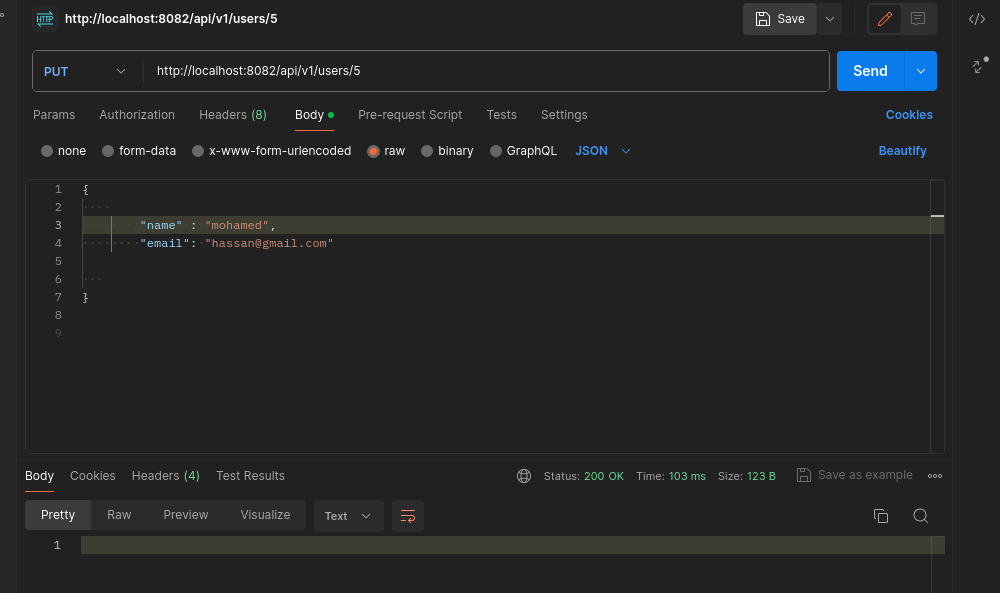 HTTP http://localhost:8082/api/v1/users/5 Save </>
PUT http://localhost:8082/api/v1/users/5 Send
Params Authorization Headers (8) Body Pre-request Script Tests Settings Cookies
none form-data x-www-form-urlencoded raw binary GraphQL JSON Beautify
1 {
2
3 "name" : "mohamed",
4 "email": "hassan@gmail.com"
5
6
7 }
8
9
Body Cookies Headers (4) Test Results Status: 200 OK Time: 103 ms Size: 123 B Save as example
Pretty Raw Preview Visualize Text
1